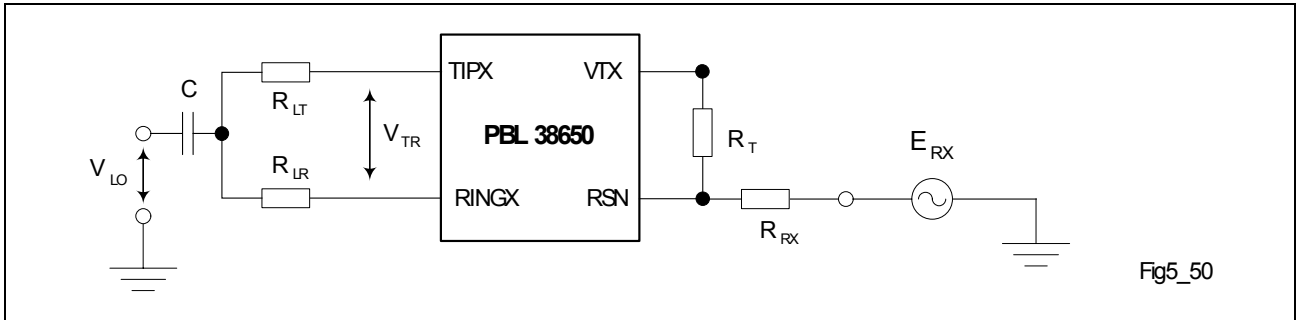 TIPX
VTX
C
R LT
V TR
PBL 38650
R T
E RX
V LO
R LR
RINGX
RSN
R RX
Fig5_50